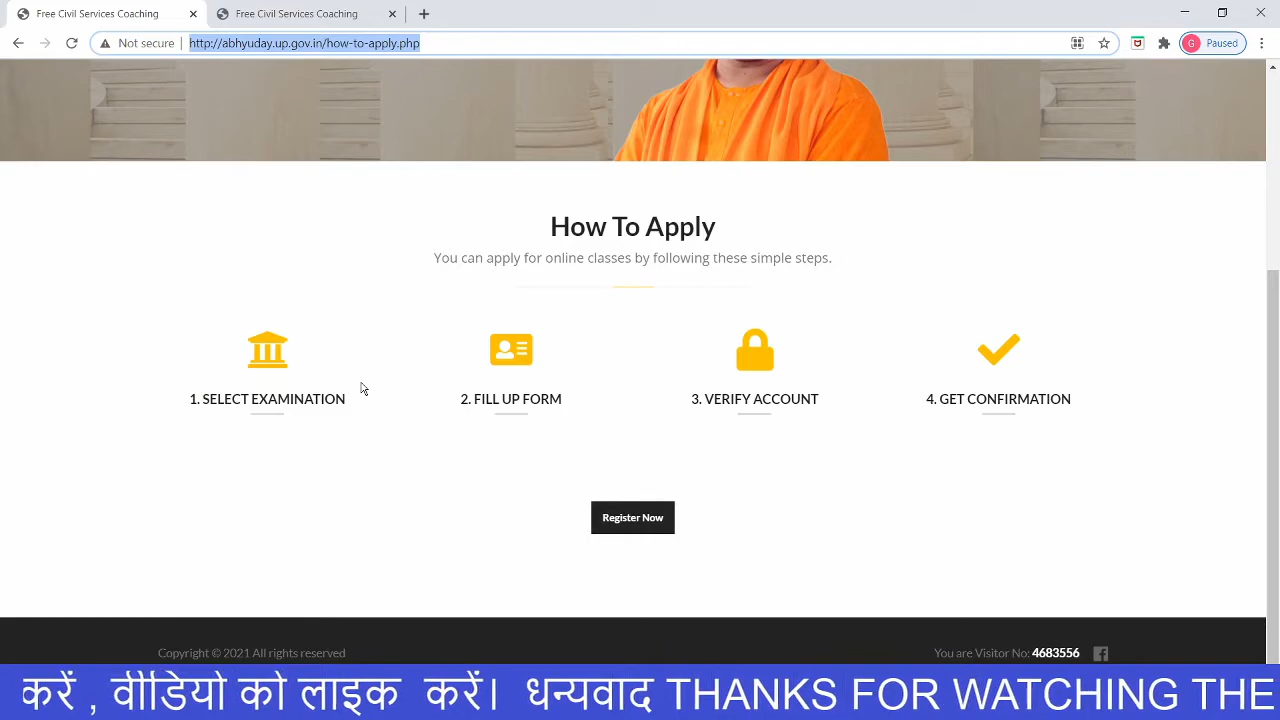 Free Civil Services Coaching
Free Civil Services Coaching
Not secure
http://abhyuday.up.gov.in/how-to-apply.php
G Paused
How To Apply
You can apply for online classes by following these simple steps.
1. SELECT EXAMINATION
2. FILL UP FORM
3. VERIFY ACCOUNT
4. GET CONFIRMATION
Register Now
Copyright © 2021 All rights reserved
You are Visitor No: 4683556
करें , वीडियो को लाइक करें। धन्यवाद THANKS FOR WATCHING THE